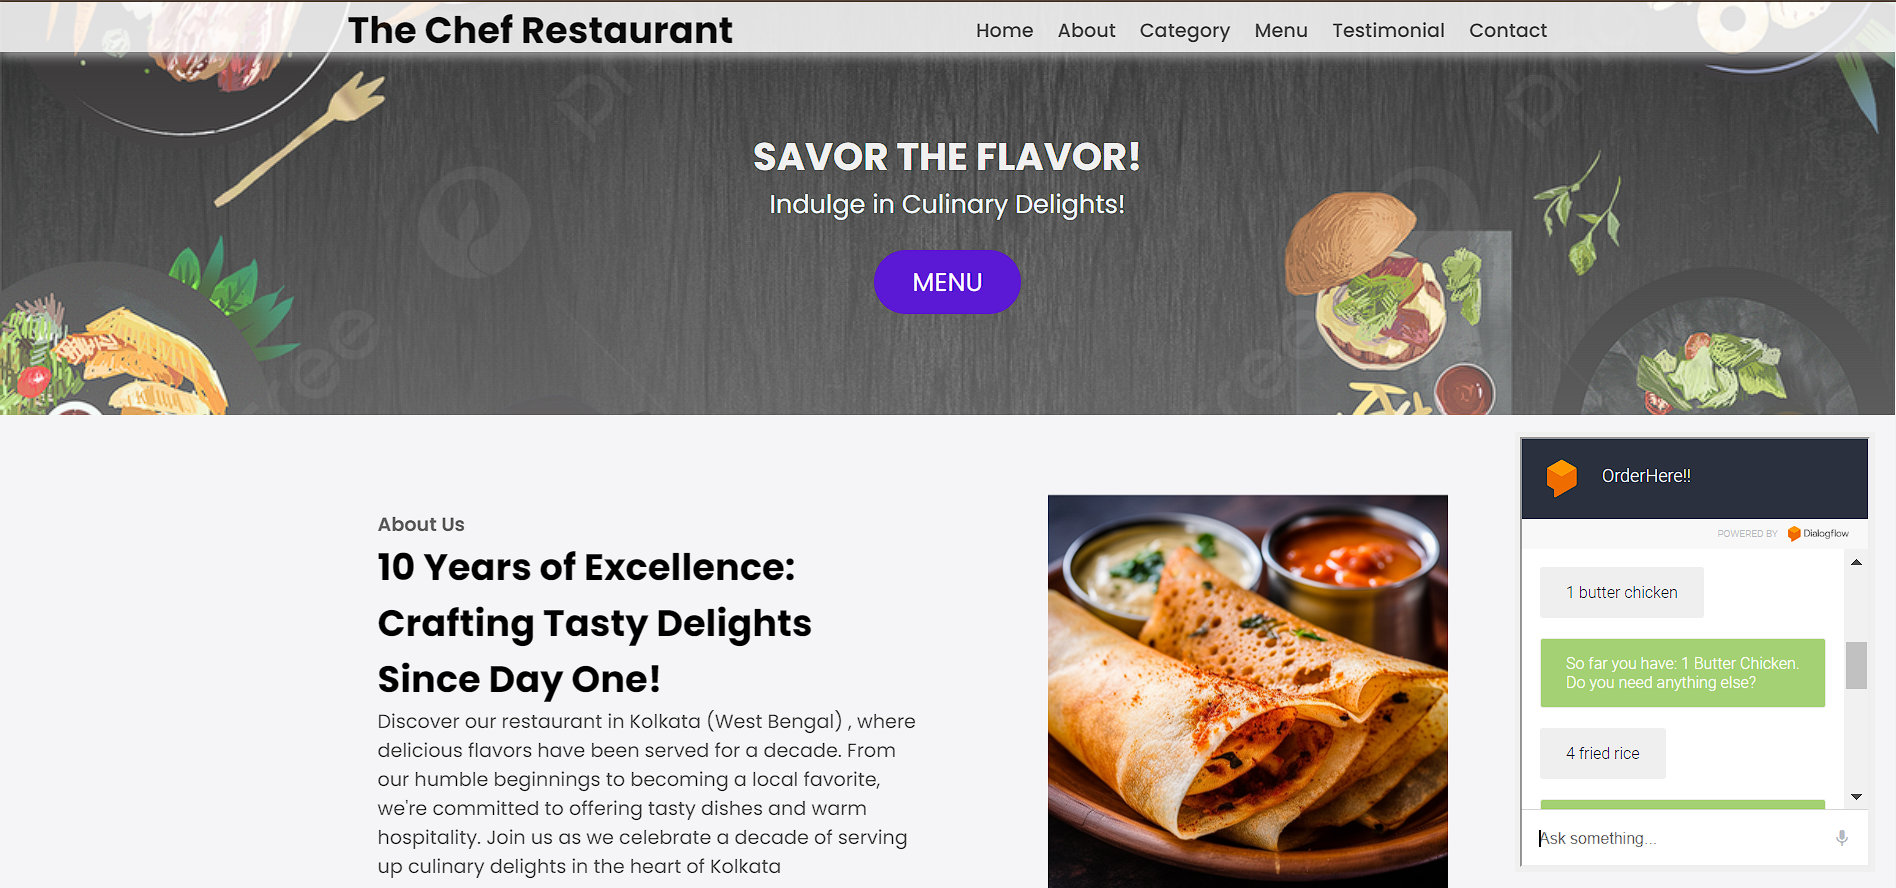 The Chef Restaurant
Home About Category Menu Testimonial Contact
SAVOR THE FLAVOR!
Indulge in Culinary Delights!
MENU
About Us
10 Years of Excellence:
Crafting Tasty Delights
Since Day One!
Discover our restaurant in Kolkata (West Bengal) , where
delicious flavors have been served for a decade. From
our humble beginnings to becoming a local favorite,
we're committed to offering tasty dishes and warm
hospitality. Join us as we celebrate a decade of serving
up culinary delights in the heart of Kolkata
OrderHere!!
POWERED BY Dialogflow
1 butter chicken
So far you have: 1 Butter Chicken.
Do you need anything else?
4 fried rice
Ask something...